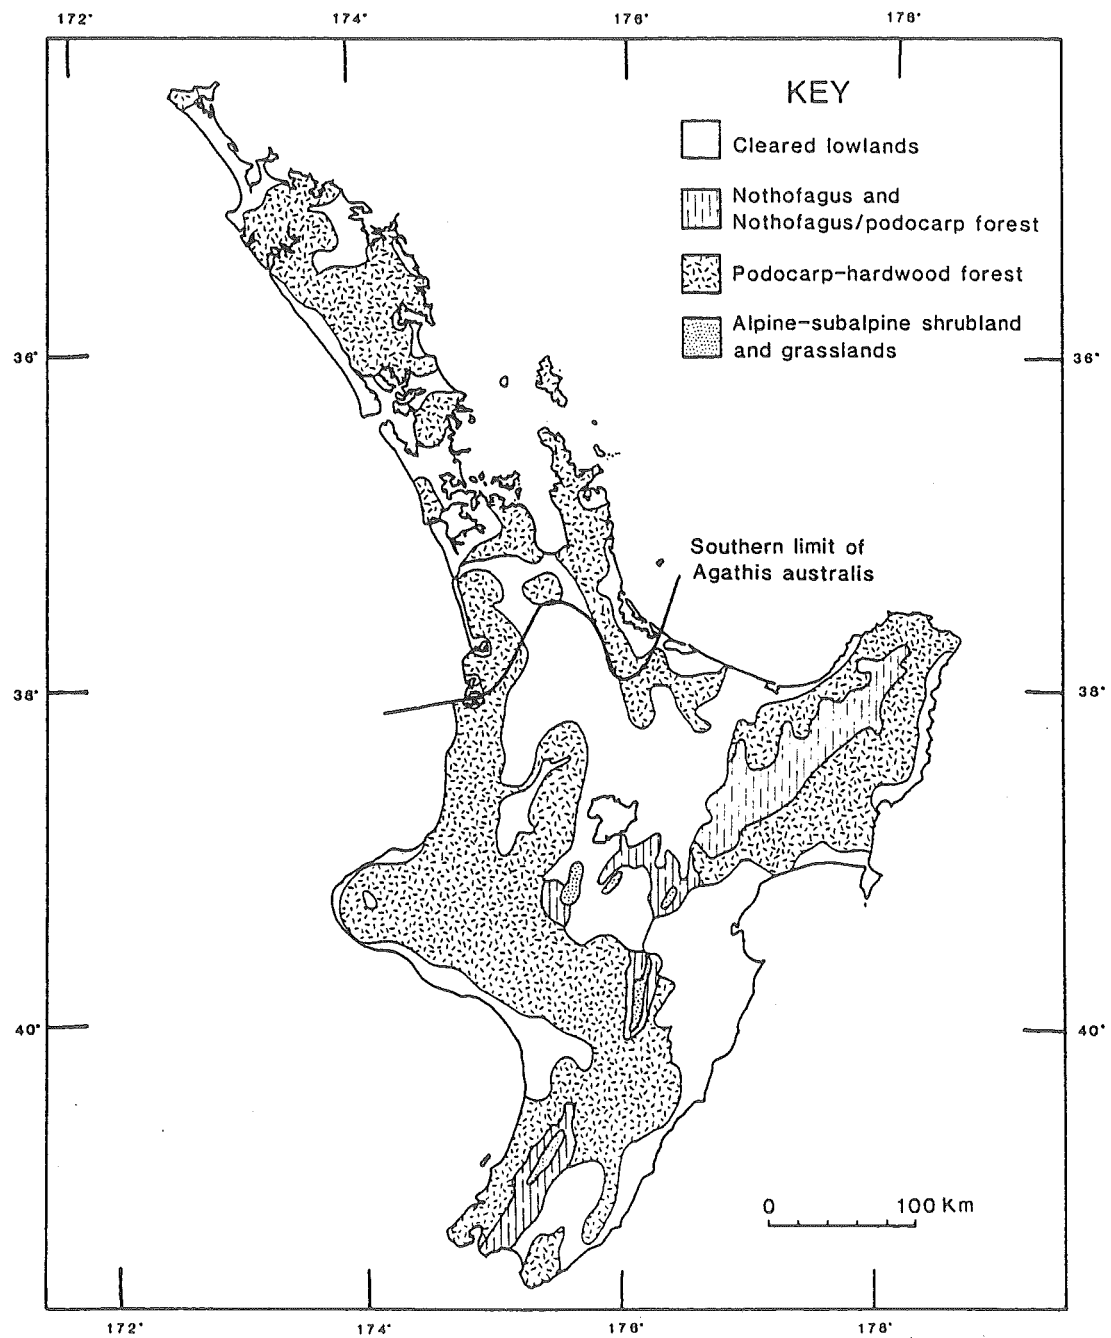 172° 174° 176° 178°
KEY
Cleared lowlands
Nothofagus and
Nothofagus/podocarp forest
Podocarp-hardwood forest
Alpine-subalpine shrubland
and grasslands
36° 36°
Southern limit of
Agathis australis
38° 38°
40° 40°
0 100 Km
172° 174° 176° 178°